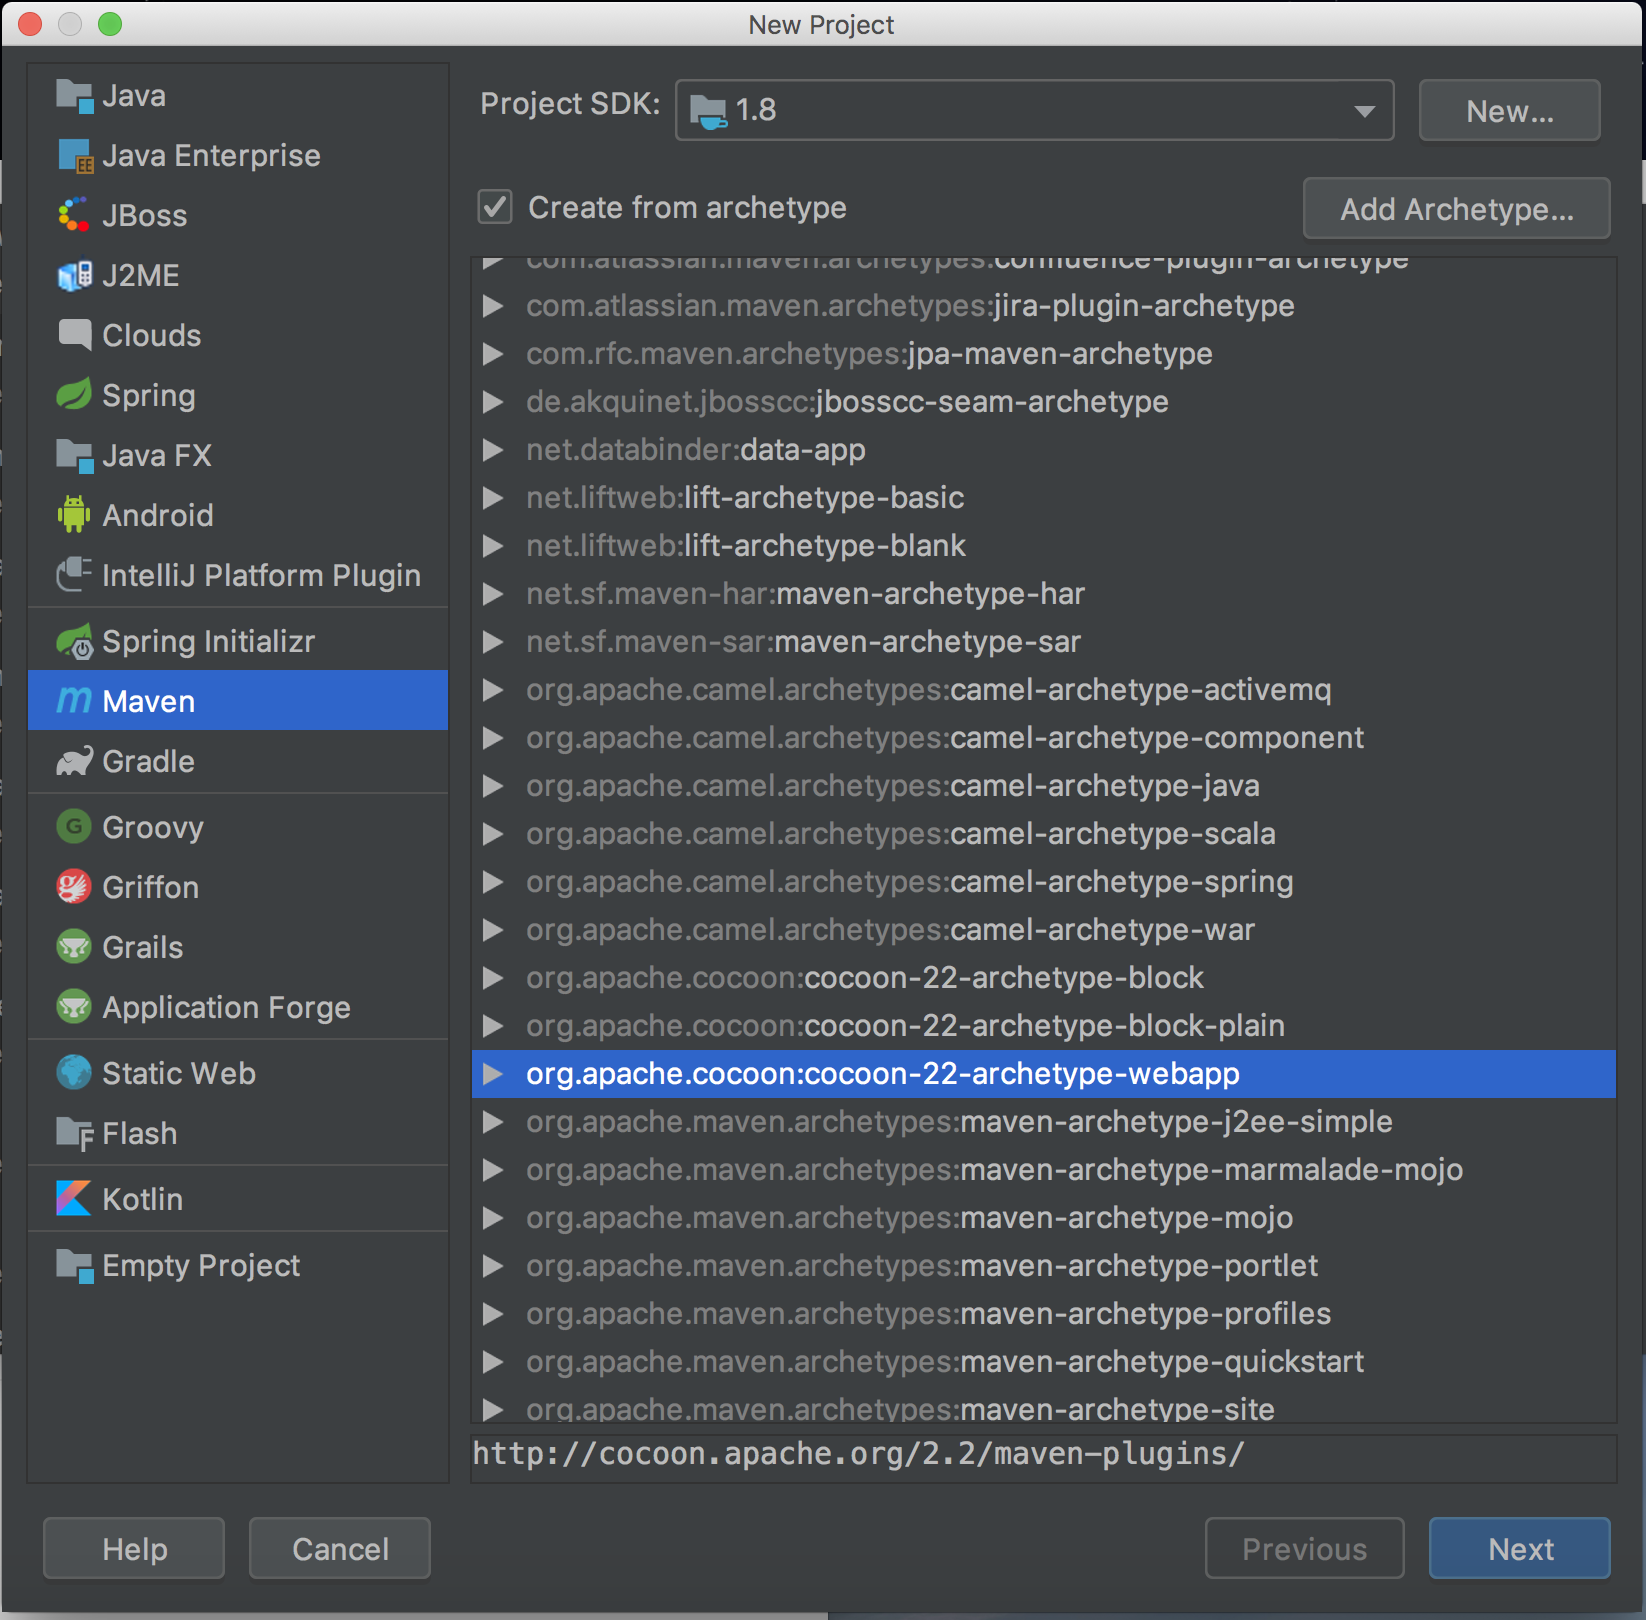 New Project
Java
Java Enterprise
JBoss
J2ME
Clouds
Spring
Java FX
Android
IntelliJ Platform Plugin
Spring Initializr
Maven
Gradle
Groovy
Griffon
Grails
Application Forge
Static Web
Flash
Kotlin
Empty Project
Project SDK: 1.8 New...
Create from archetype Add Archetype...
com.atlassian.maven.archetypes:confluence-plugin-archetype
com.atlassian.maven.archetypes:jira-plugin-archetype
com.rfc.maven.archetypes:jpa-maven-archetype
de.akquinet.jbosscc:jbosscc-seam-archetype
net.databinder:data-app
net.liftweb:lift-archetype-basic
net.liftweb:lift-archetype-blank
net.sf.maven-har:maven-archetype-har
net.sf.maven-sar:maven-archetype-sar
org.apache.camel.archetypes:camel-archetype-activemq
org.apache.camel.archetypes:camel-archetype-component
org.apache.camel.archetypes:camel-archetype-java
org.apache.camel.archetypes:camel-archetype-scala
org.apache.camel.archetypes:camel-archetype-spring
org.apache.camel.archetypes:camel-archetype-war
org.apache.cocoon:cocoon-22-archetype-block
org.apache.cocoon:cocoon-22-archetype-block-plain
org.apache.cocoon:cocoon-22-archetype-webapp
org.apache.maven.archetypes:maven-archetype-j2ee-simple
org.apache.maven.archetypes:maven-archetype-marmalade-mojo
org.apache.maven.archetypes:maven-archetype-mojo
org.apache.maven.archetypes:maven-archetype-portlet
org.apache.maven.archetypes:maven-archetype-profiles
org.apache.maven.archetypes:maven-archetype-quickstart
org.apache.maven.archetypes:maven-archetype-site
http://cocoon.apache.org/2.2/maven-plugins/
Help Cancel Previous Next